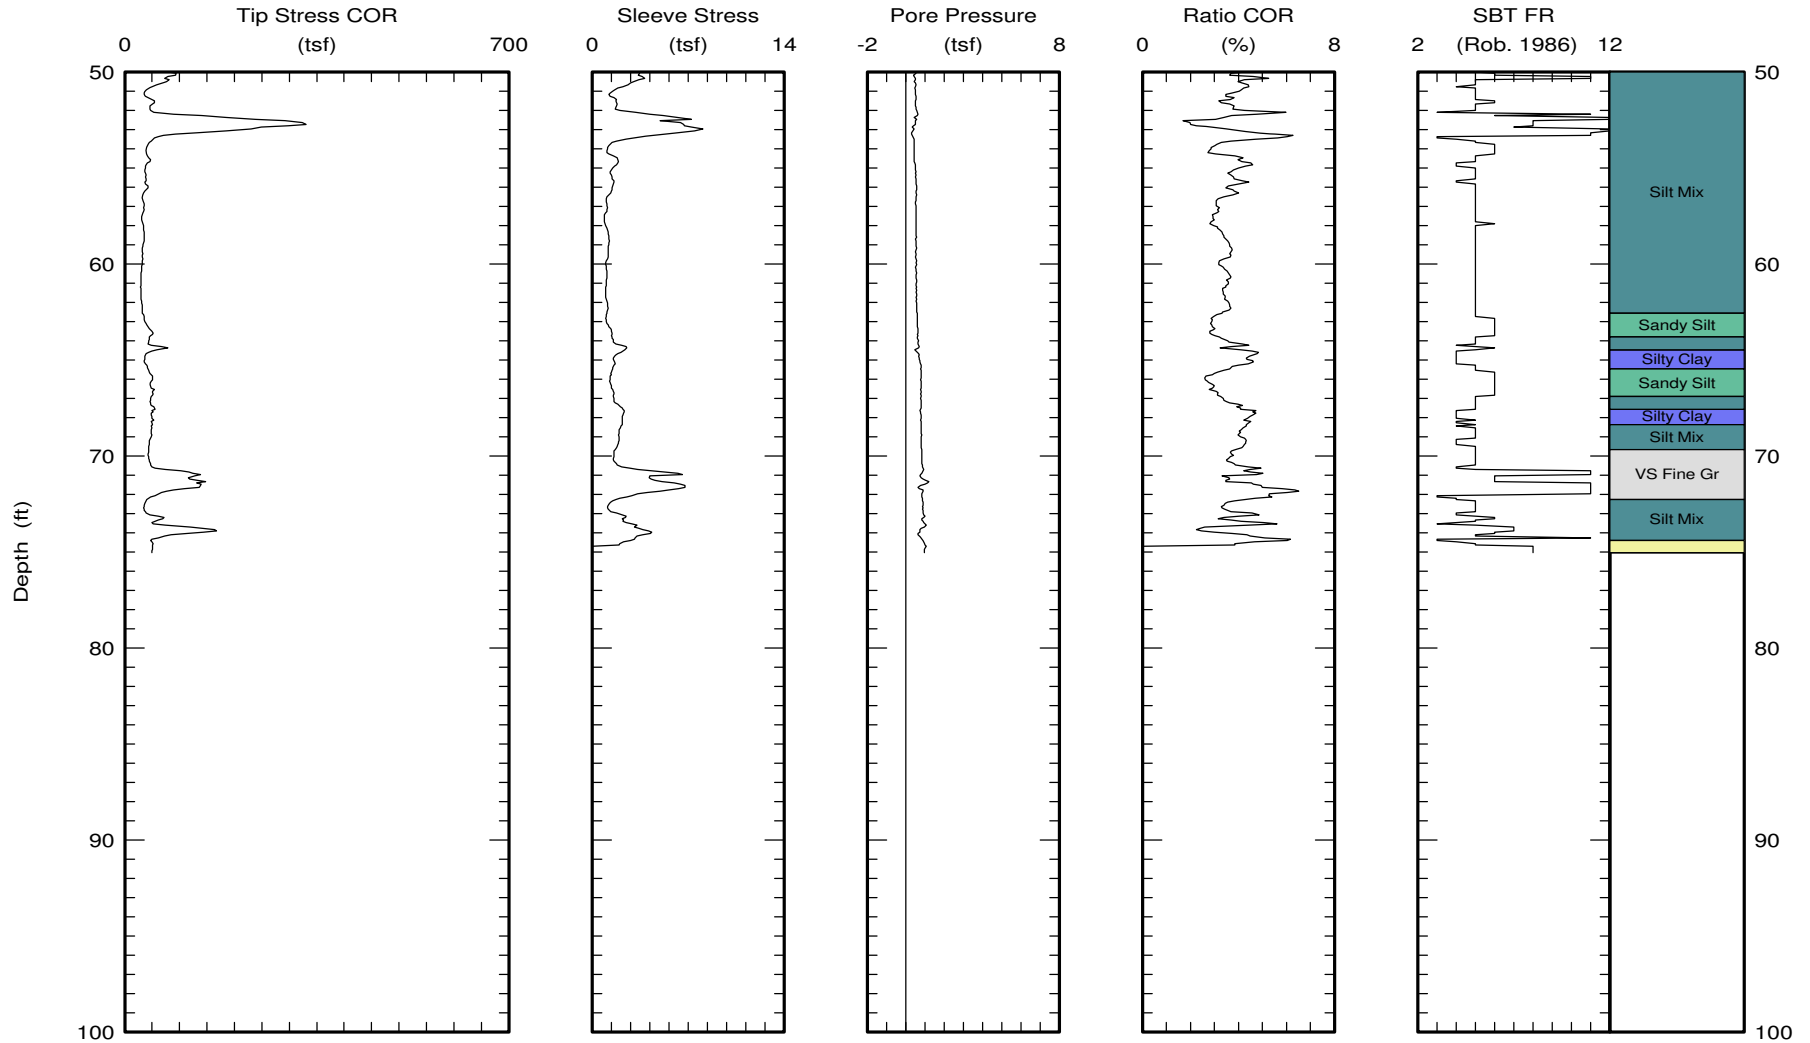 Tip Stress COR Sleeve Stress Pore Pressure Ratio COR SBT FR
0 (tsf) 700 0 (tsf) 14 -2 (tsf) 8 0 (%) 8 2 (Rob. 1986) 12
50 50
Silt Mix
60 60
Sandy Silt
Silty Clay
Sandy Silt
Silty Clay
Silt Mix
70 70
VS Fine Gr
Silt Mix
Depth (ft)
80 80
90 90
100 100